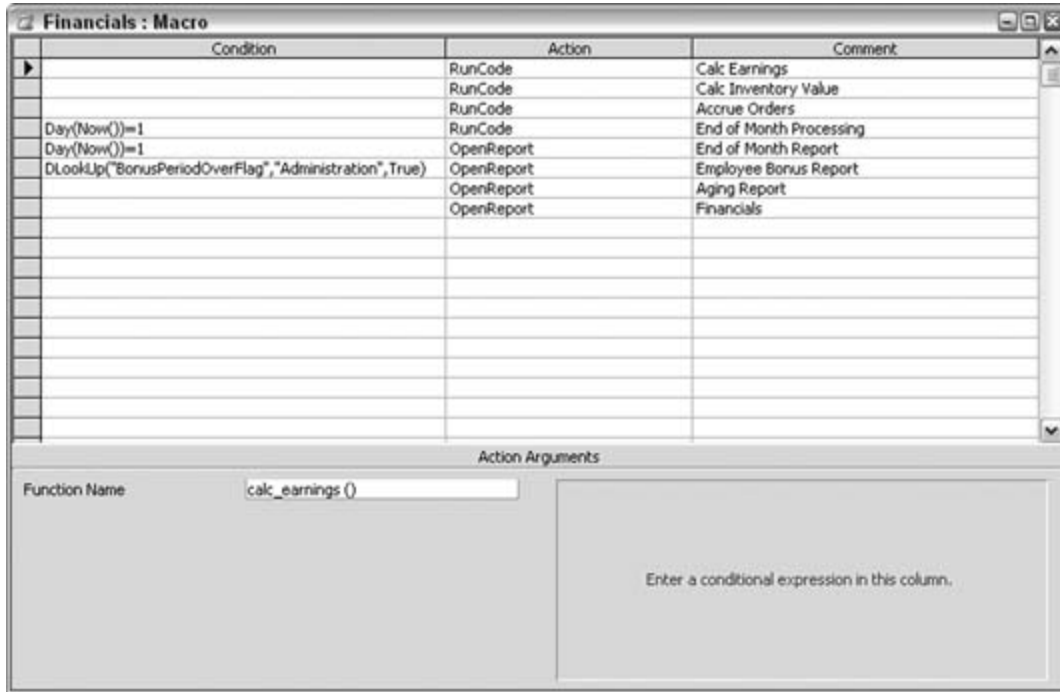 Financials : Macro
Condition Action Comment
RunCode Calc Earnings
RunCode Calc Inventory Value
RunCode Accrue Orders
Day(Now())=1 RunCode End of Month Processing
Day(Now())=1 OpenReport End of Month Report
DLookUp("BonusPeriodOverFlag","Administration",True) OpenReport Employee Bonus Report
OpenReport Aging Report
OpenReport Financials
Action Arguments
Function Name calc_earnings ()
Enter a conditional expression in this column.